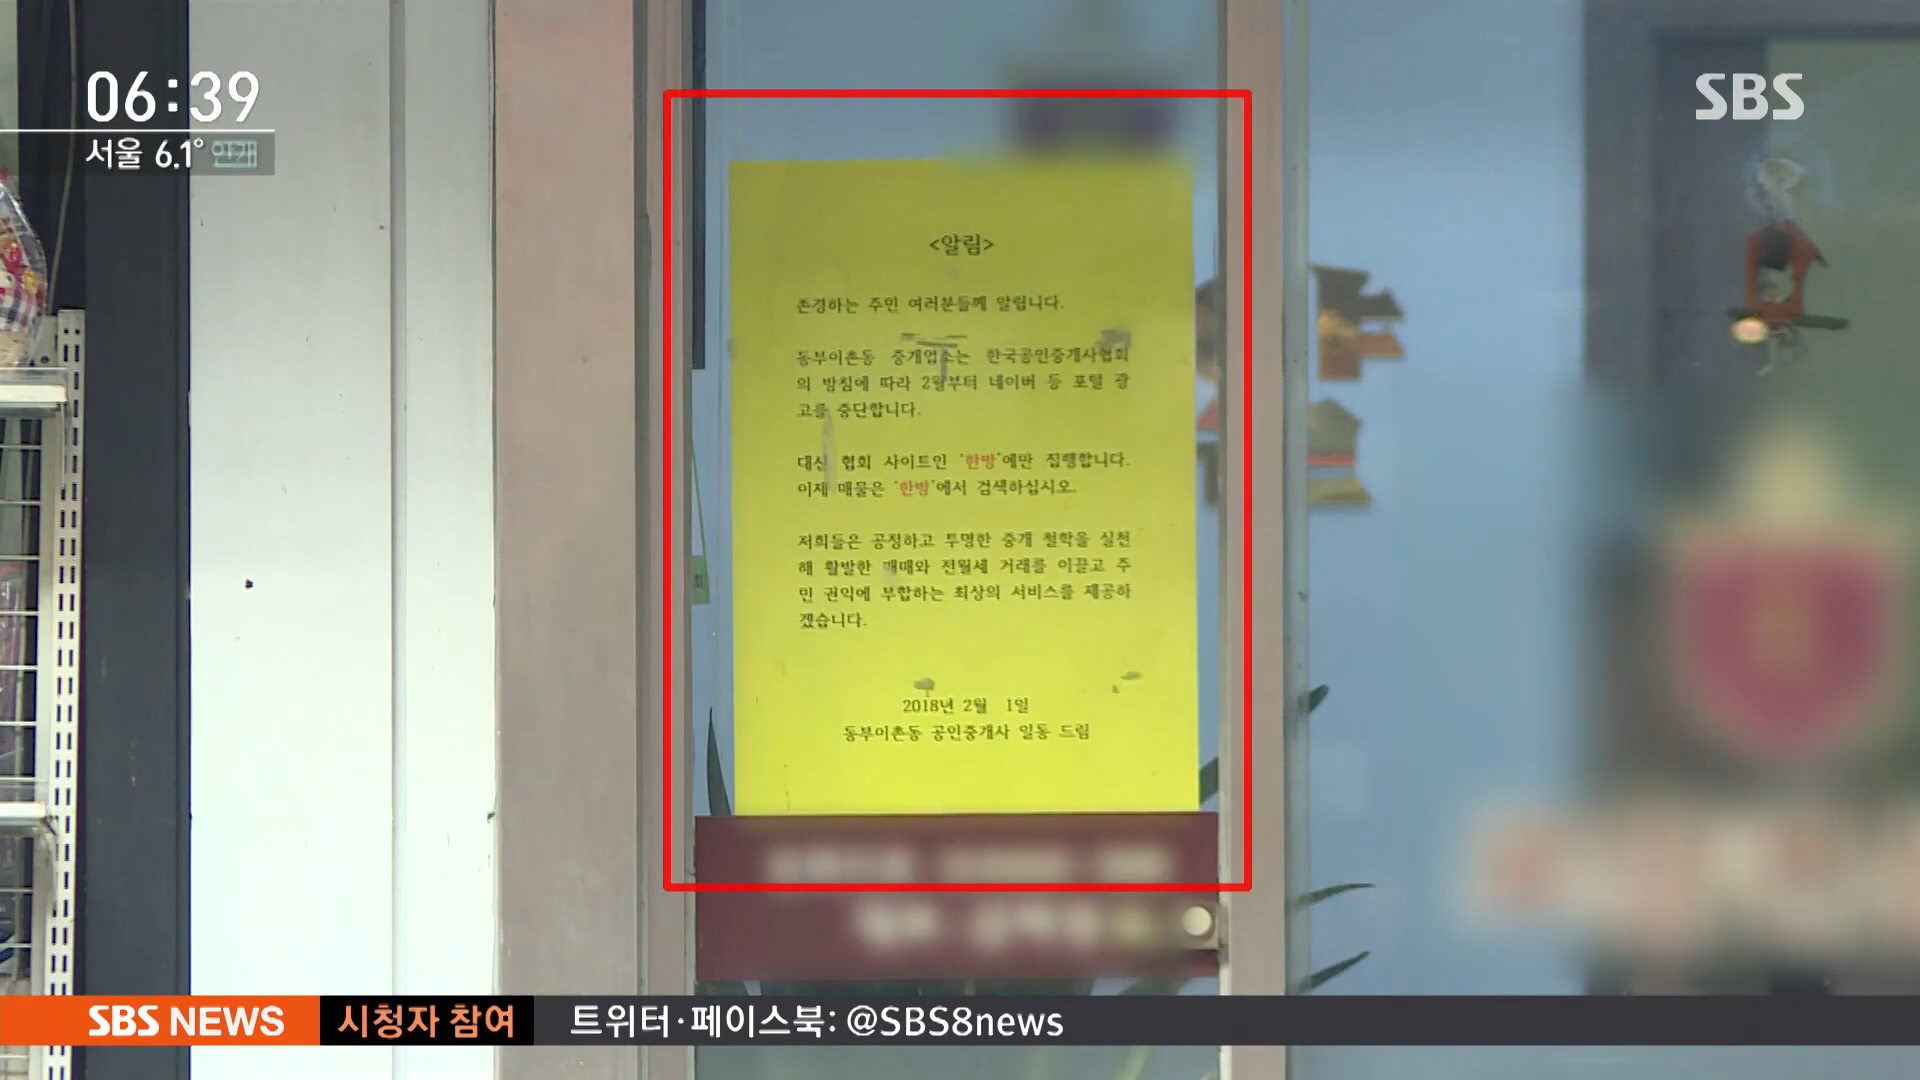 06:39
서울 6.1°
SBS
<알림>
존경하는 주민 여러분들께 알립니다.
동부이촌동 중개업소는 한국공인중개사협회
의 방침에 따라 2월부터 네이버 등 포털 광
고를 중단합니다.
대신 협회 사이트인 '한방'에만 집행합니다.
이제 매물은 '한방'에서 검색하십시오.
저희들은 공정하고 투명한 중개 철학을 실천
해 활발한 매매와 전월세 거래를 이끌고 주
민 권익에 부합하는 최상의 서비스를 제공하
겠습니다.
2018년 2월 1일
동부이촌동 공인중개사 일동 드림
SBS NEWS 시청자 참여 트위터·페이스북: @SBS8news